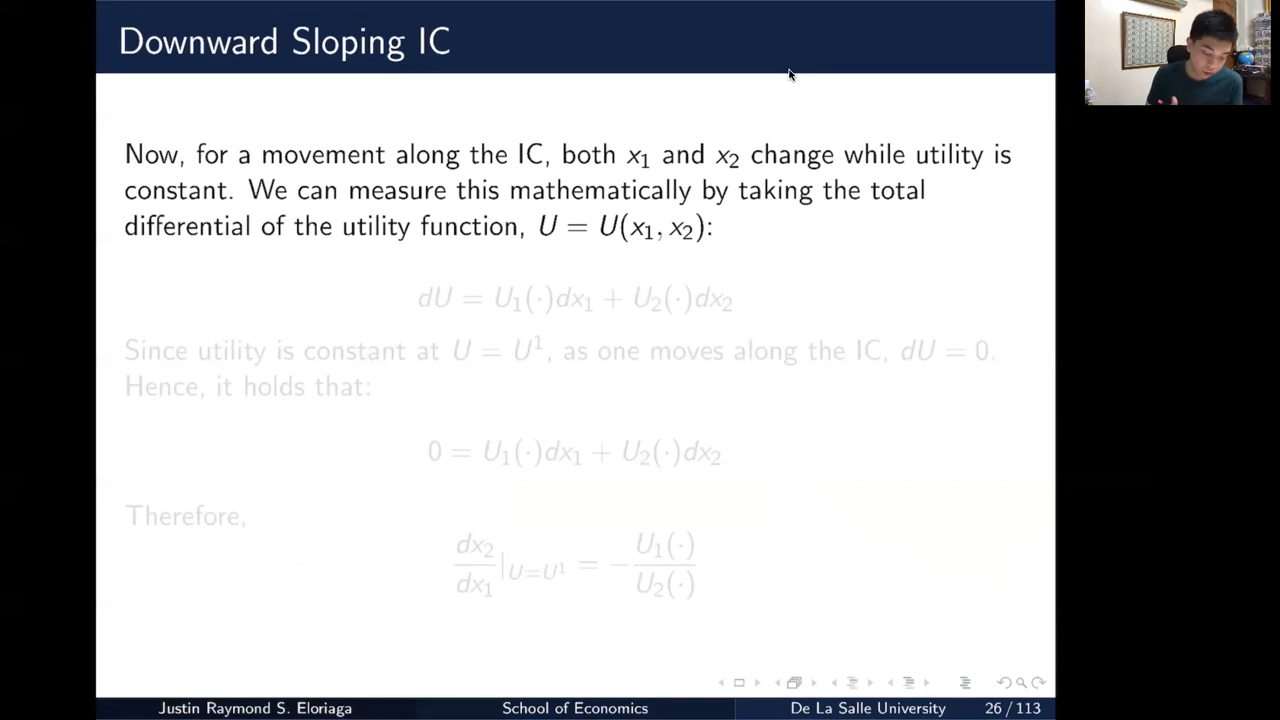 Downward Sloping IC
Now, for a movement along the IC, both x₁ and x₂ change while utility is
constant. We can measure this mathematically by taking the total
differential of the utility function, U = U(x₁, x₂):
dU = U₁(·)dx₁ + U₂(·)dx₂
Since utility is constant at U = U¹, as one moves along the IC, dU = 0.
Hence, it holds that:
0 = U₁(·)dx₁ + U₂(·)dx₂
Therefore,
dx₂/dx₁ |U=U¹ = − U₁(·)/U₂(·)
Justin Raymond S. Eloriaga School of Economics De La Salle University 26 / 113